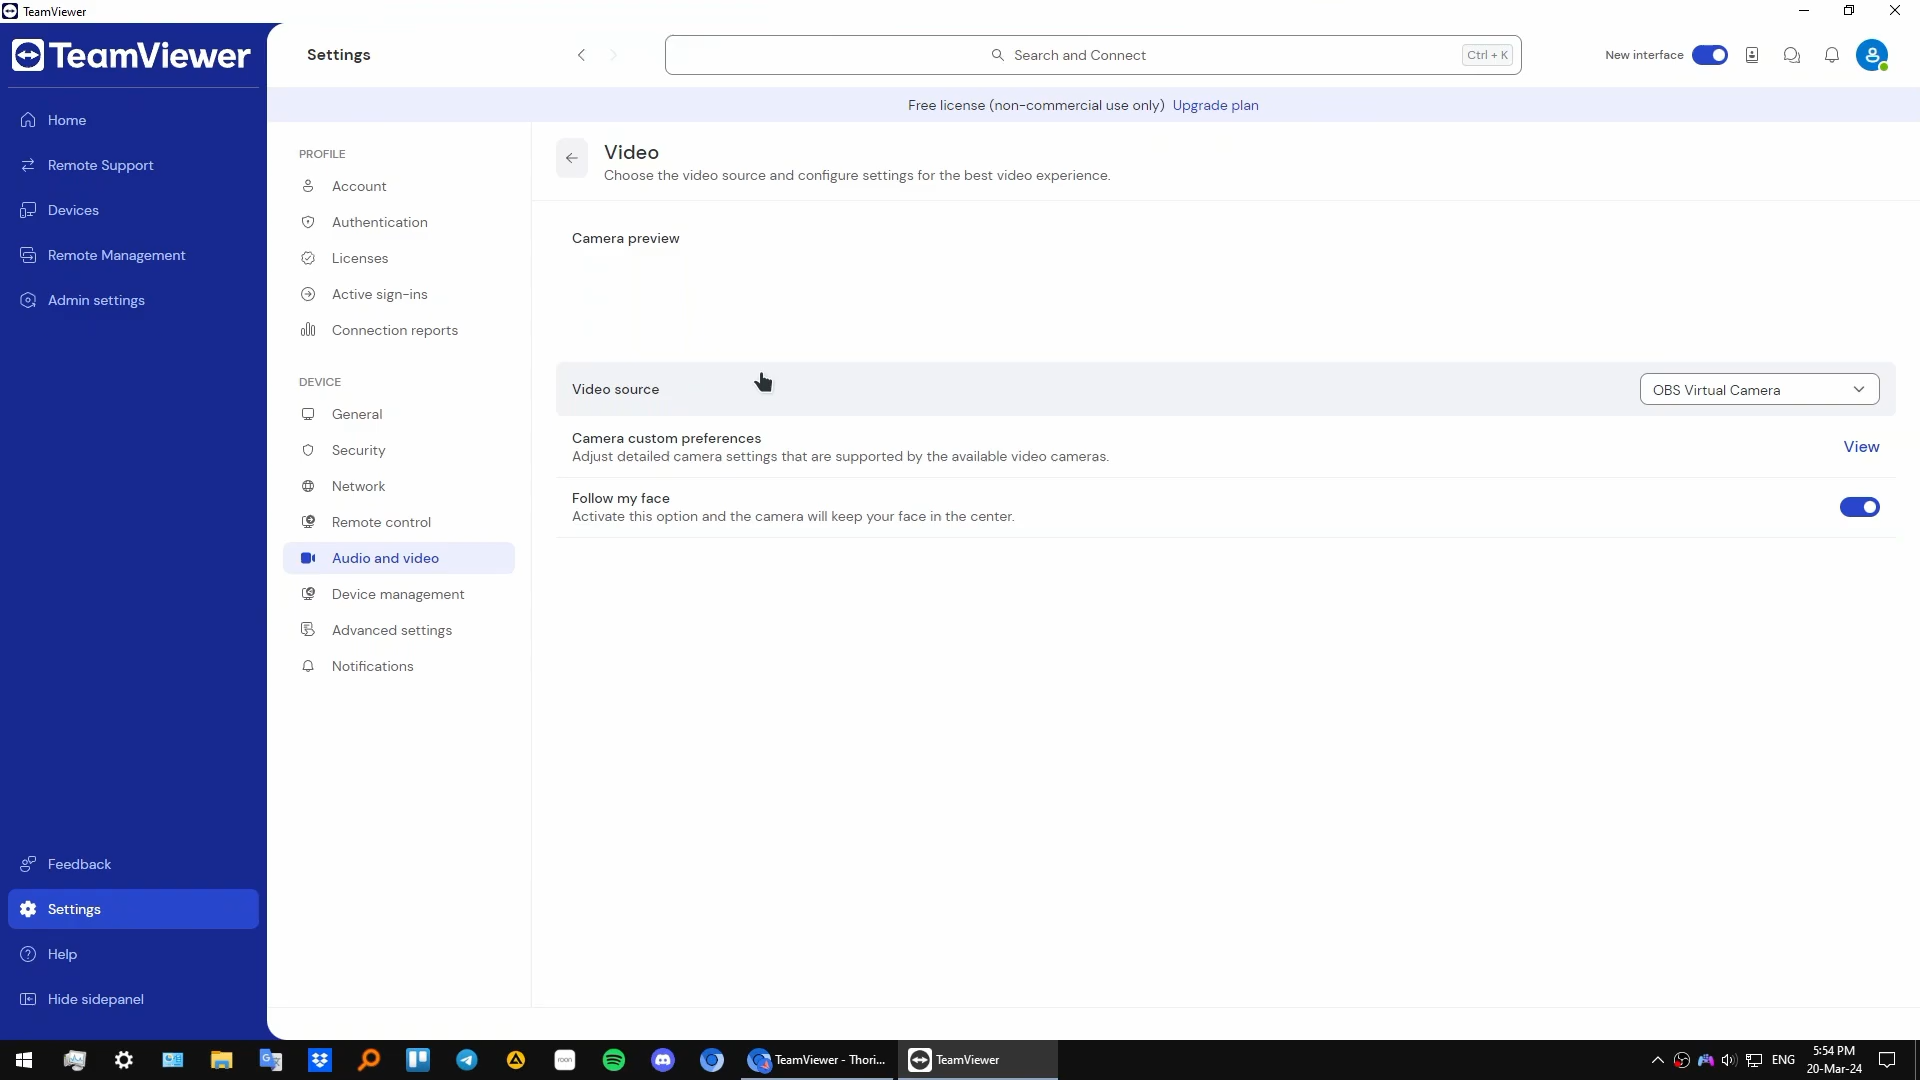 TeamViewer
TeamViewer
Settings
Search and Connect
Ctrl + K
New interface
Free license (non-commercial use only) Upgrade plan
Home
Remote Support
Devices
Remote Management
Admin settings
Feedback
Settings
Help
Hide sidepanel
PROFILE
Account
Authentication
Licenses
Active sign-ins
Connection reports
DEVICE
General
Security
Network
Remote control
Audio and video
Device management
Advanced settings
Notifications
Video
Choose the video source and configure settings for the best video experience.
Camera preview
Video source
OBS Virtual Camera
Camera custom preferences
Adjust detailed camera settings that are supported by the available video cameras.
View
Follow my face
Activate this option and the camera will keep your face in the center.
roon
TeamViewer - Thori...
TeamViewer
ENG
5:54 PM
20-Mar-24